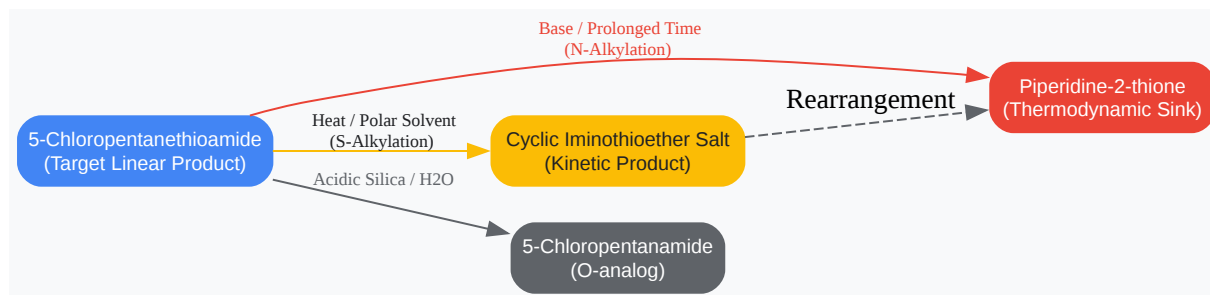 Base / Prolonged Time
(N-Alkylation)
Piperidine-2-thione
(Thermodynamic Sink)
Rearrangement
5-Chloropentanethioamide
(Target Linear Product)
Heat / Polar Solvent
(S-Alkylation)
Cyclic Iminothioether Salt
(Kinetic Product)
Acidic Silica / H2O
5-Chloropentanamide
(O-analog)